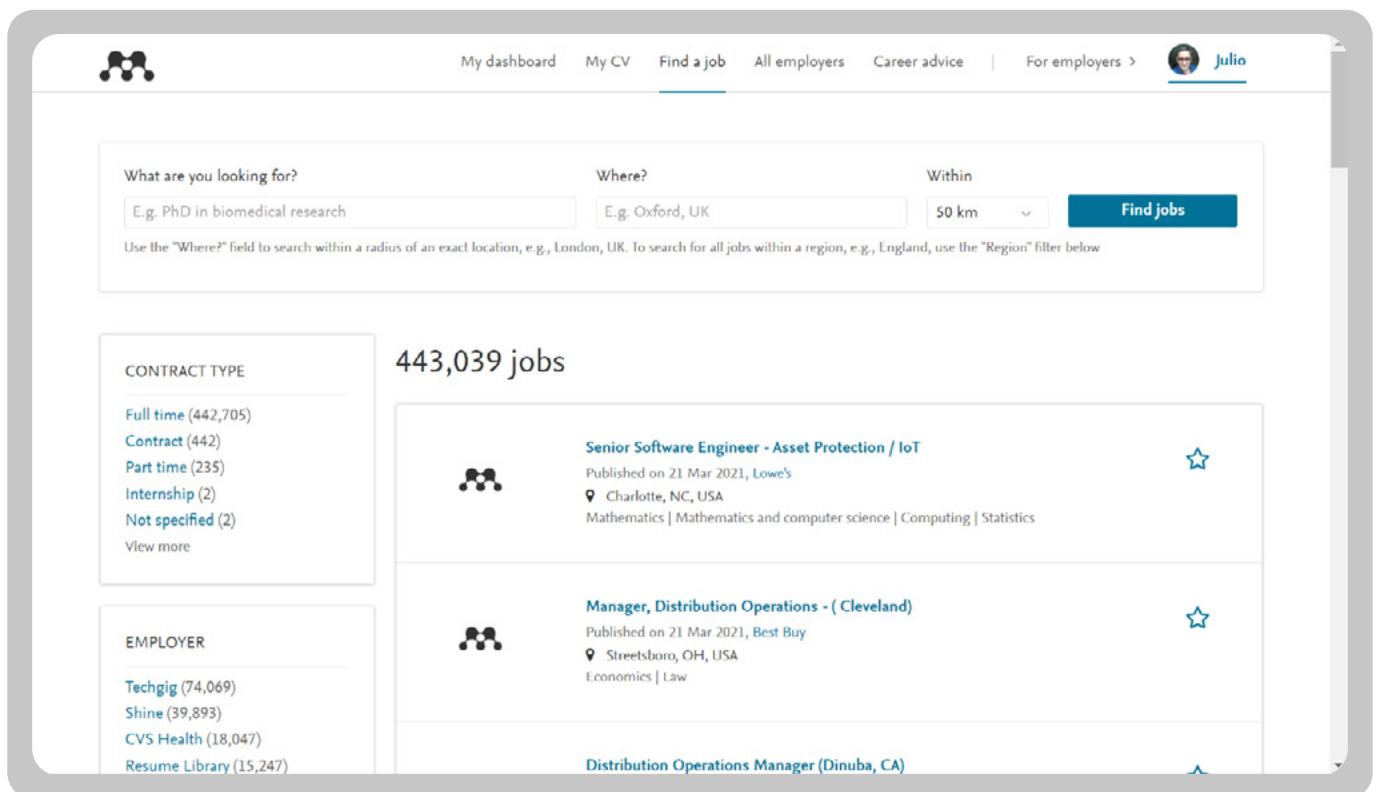 My dashboard My CV Find a job All employers Career advice | For employers > Julio
What are you looking for? Where? Within
E.g. PhD in biomedical research E.g. Oxford, UK 50 km Find jobs
Use the "Where?" field to search within a radius of an exact location, e.g., London, UK. To search for all jobs within a region, e.g., England, use the "Region" filter below
CONTRACT TYPE
Full time (442,705)
Contract (442)
Part time (235)
Internship (2)
Not specified (2)
View more
EMPLOYER
Techgig (74,069)
Shine (39,893)
CVS Health (18,047)
Resume Library (15,247)
443,039 jobs
Senior Software Engineer - Asset Protection / IoT
Published on 21 Mar 2021, Lowe's
Charlotte, NC, USA
Mathematics | Mathematics and computer science | Computing | Statistics
Manager, Distribution Operations - ( Cleveland)
Published on 21 Mar 2021, Best Buy
Streetsboro, OH, USA
Economics | Law
Distribution Operations Manager (Dinuba, CA)